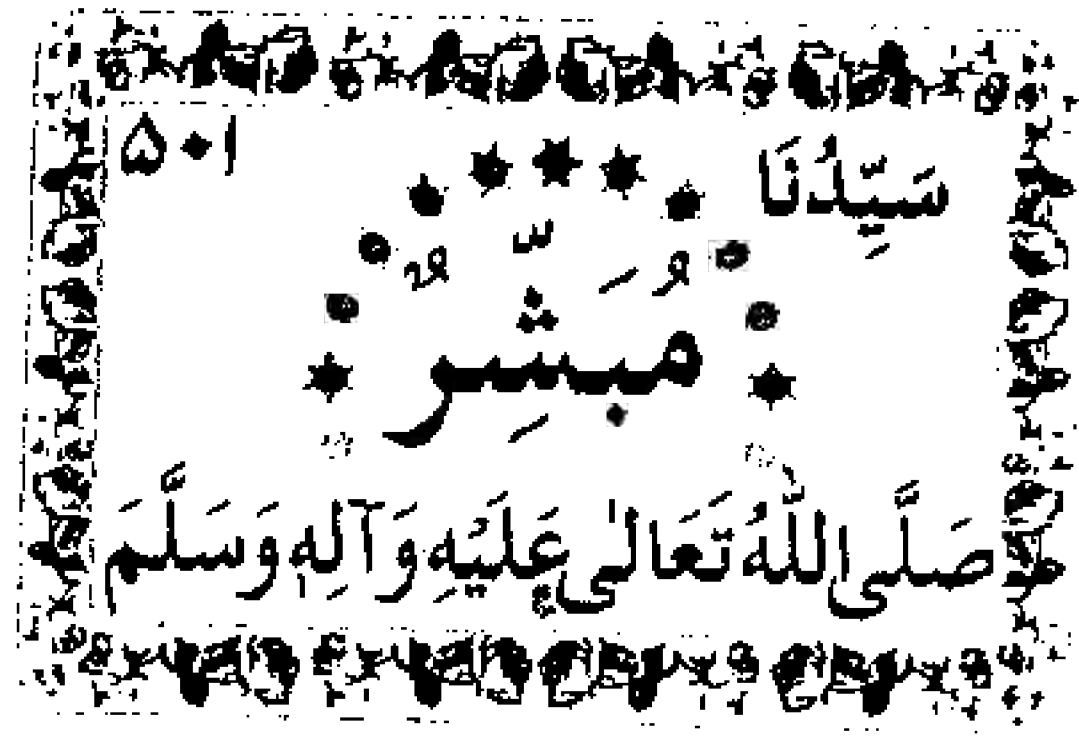 سَيِّدُنَا ۵۰۱
مُبَشِّرٌ
صَلَّى اللّٰهُ تَعَالٰى عَلَيْهِ وَآلِهٖ وَسَلَّمَ